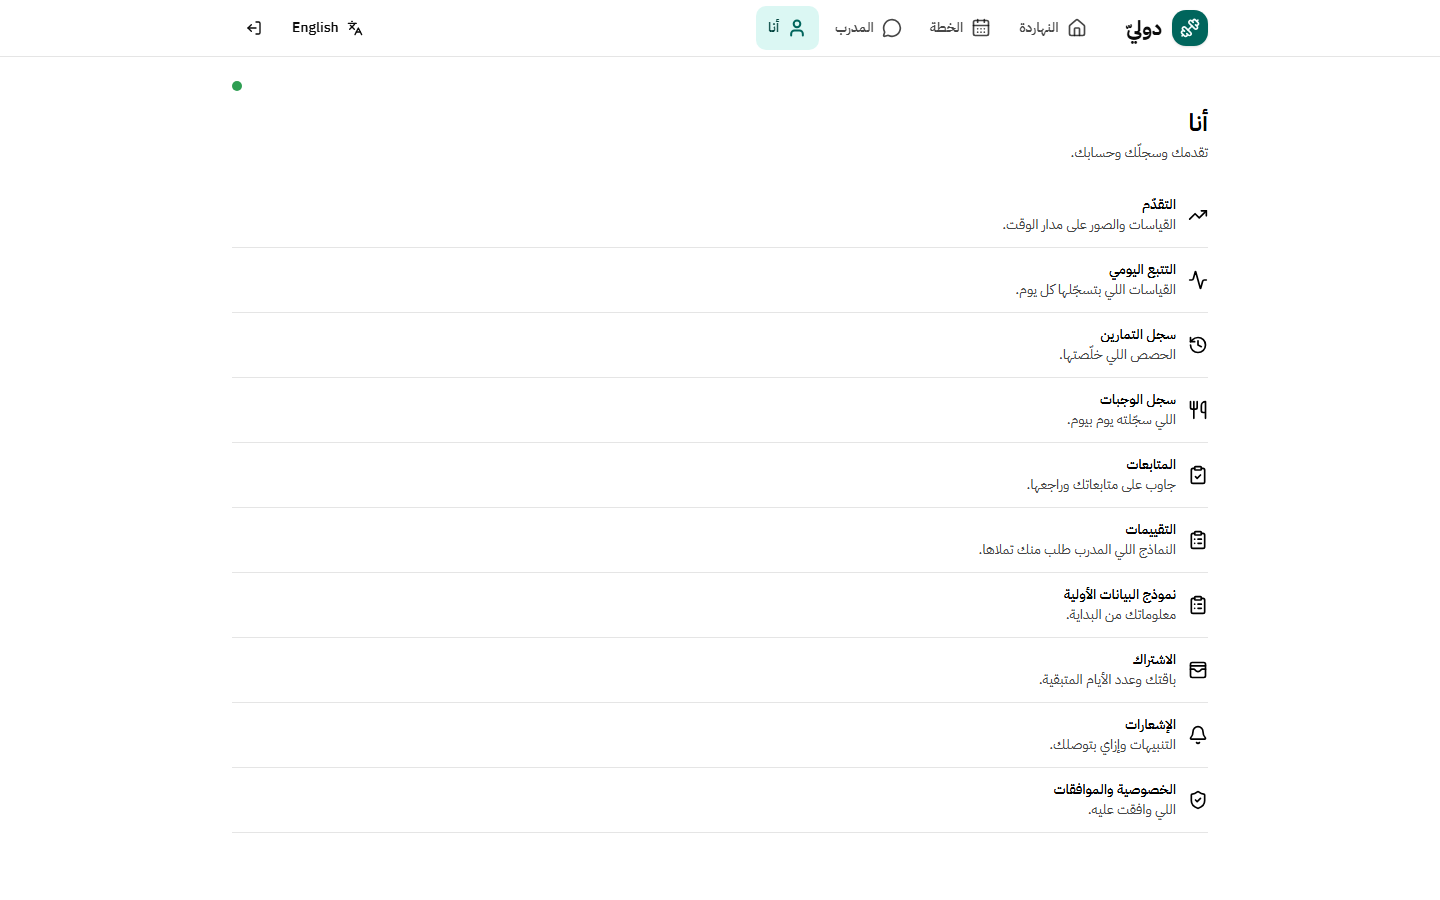 دوليّ
النهاردة
الخطة
المدرب
أنا
English
أنا
تقدمك وسجلّك وحسابك.
التقدّم
القياسات والصور على مدار الوقت.
التتبع اليومي
القياسات اللي بتسجّلها كل يوم.
سجل التمارين
الحصص اللي خلّصتها.
سجل الوجبات
اللي سجّلته يوم بيوم.
المتابعات
جاوب على متابعاتك وراجعها.
التقييمات
النماذج اللي المدرب طلب منك تملاها.
نموذج البيانات الأولية
معلوماتك من البداية.
الاشتراك
باقتك وعدد الأيام المتبقية.
الإشعارات
التنبيهات وإزاي بتوصلك.
الخصوصية والموافقات
اللي وافقت عليه.